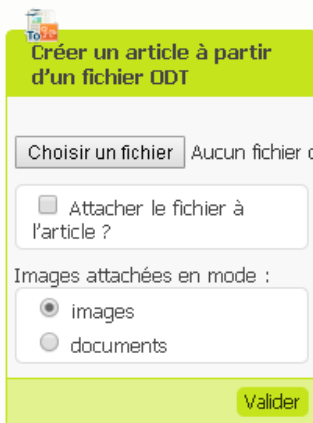 Créer un article à partir
d'un fichier ODT
Choisir un fichier Aucun fichier
Attacher le fichier à
l'article ?
Images attachées en mode :
images
documents
Valider